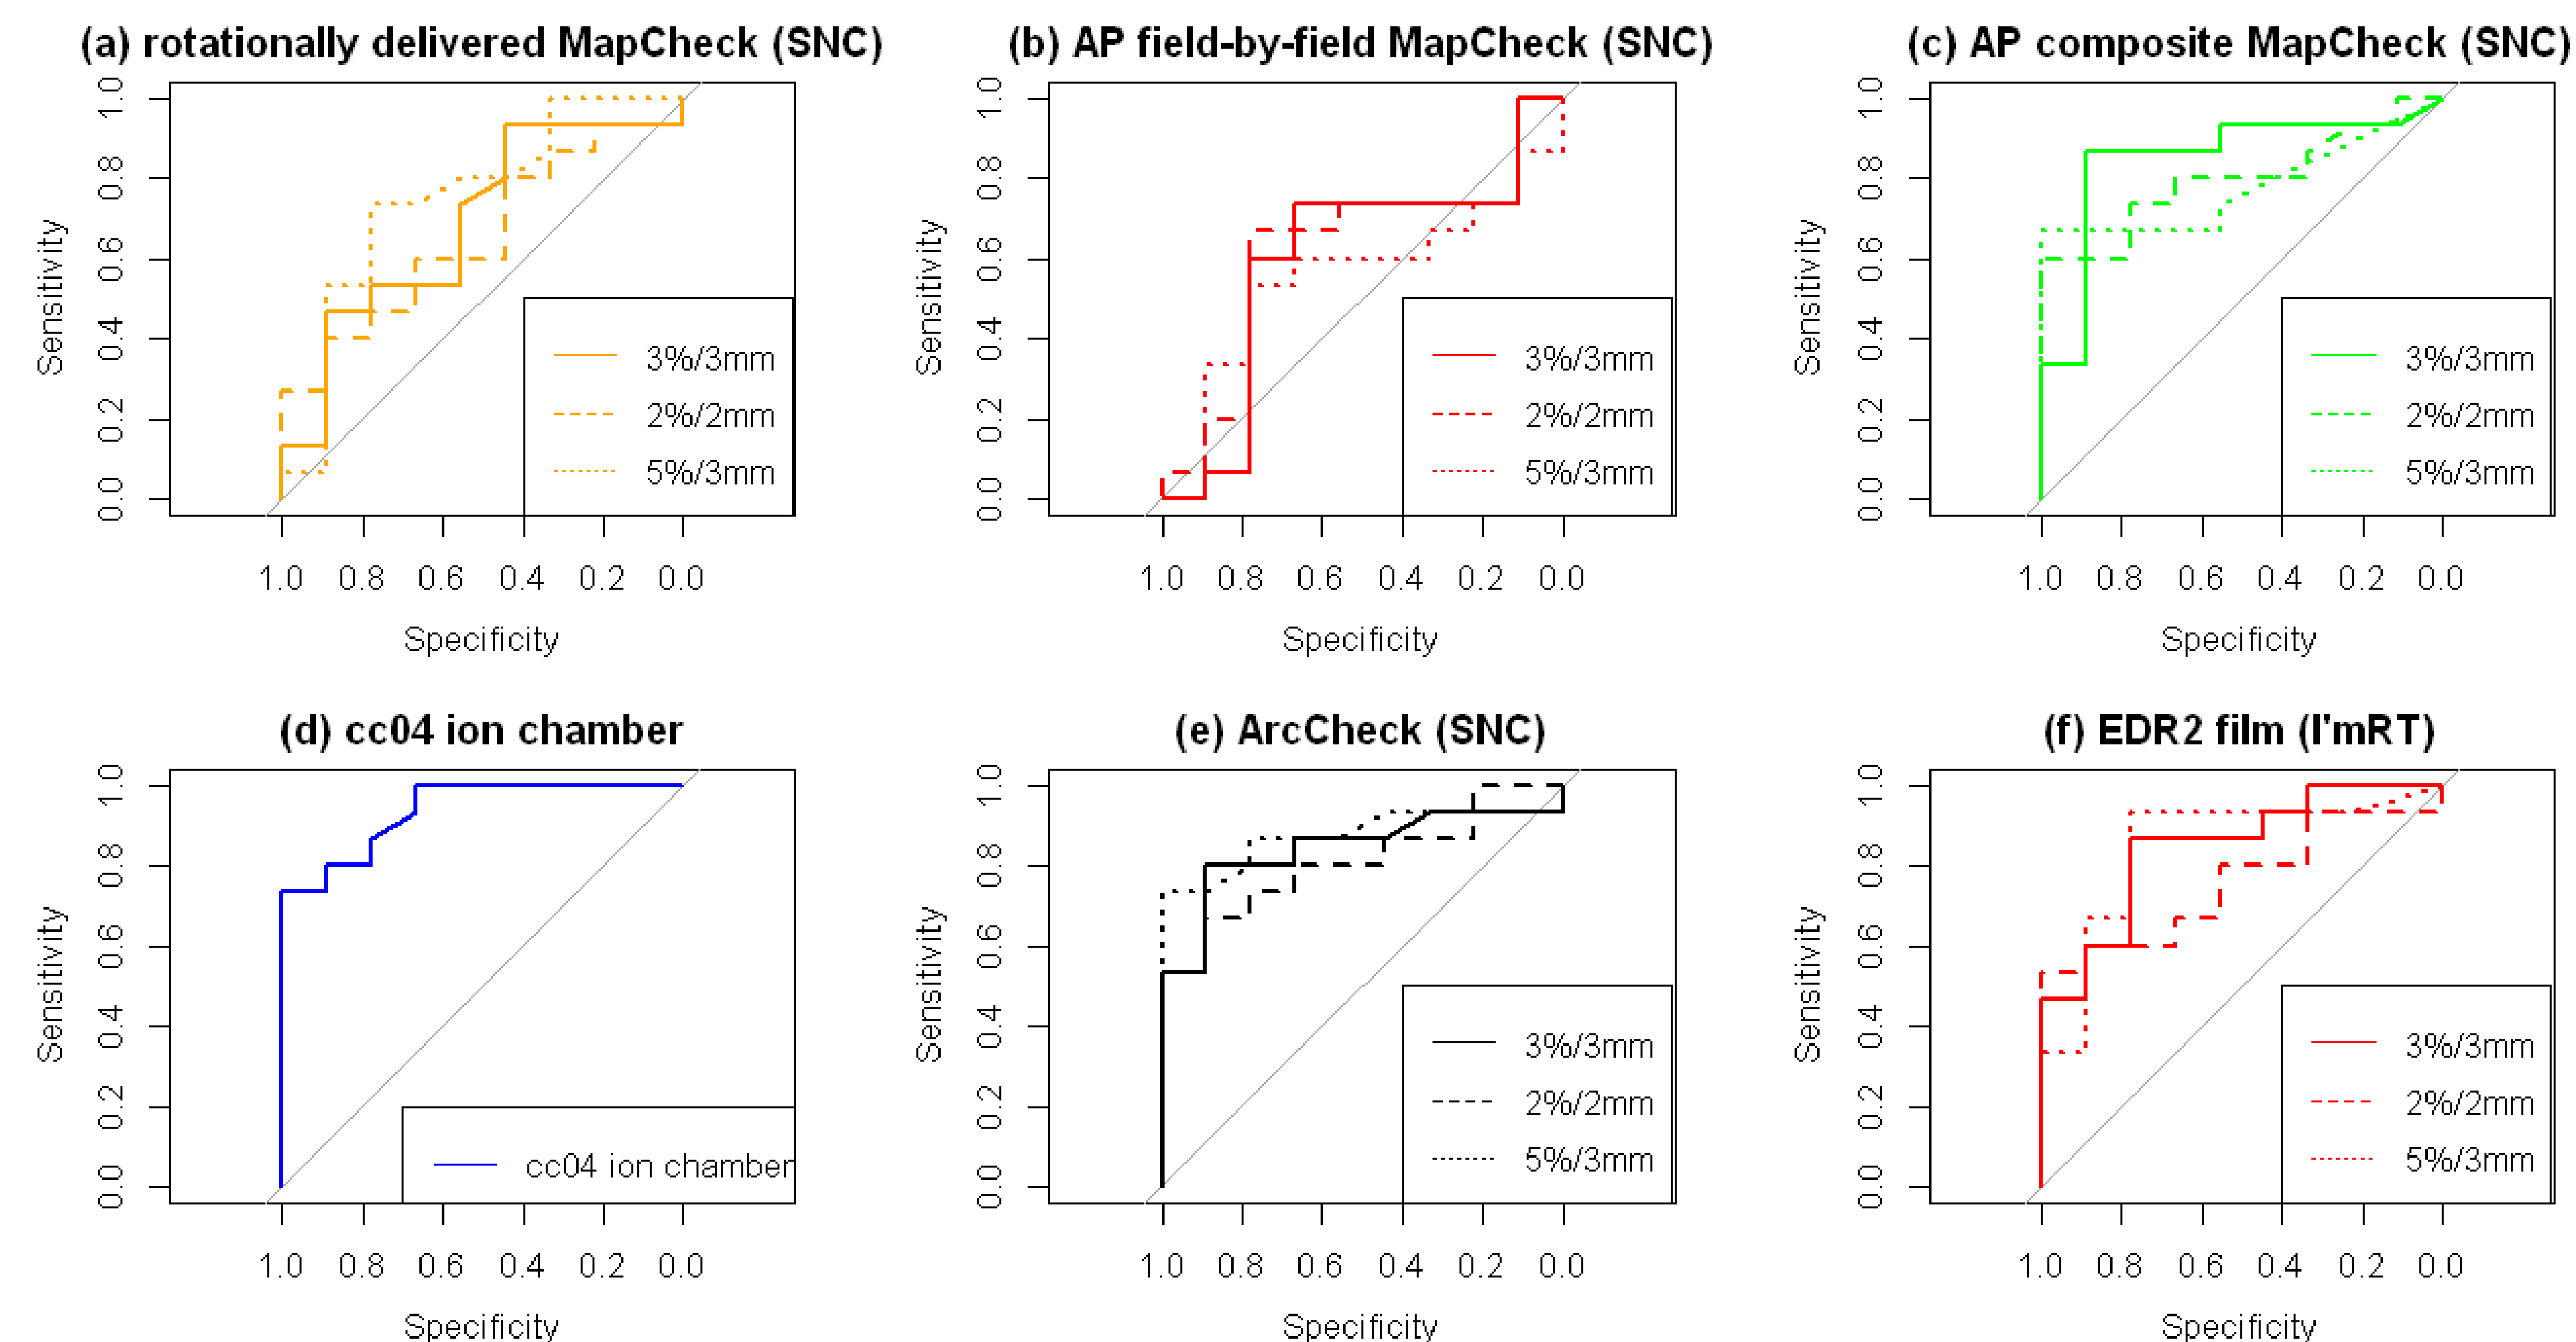 (a) rotationally delivered MapCheck (SNC)
Sensitivity
0.0 0.2 0.4 0.6 0.8 1.0
3%/3mm
2%/2mm
5%/3mm
1.0 0.8 0.6 0.4 0.2 0.0
Specificity
(b) AP field-by-field MapCheck (SNC)
Sensitivity
0.0 0.2 0.4 0.6 0.8 1.0
3%/3mm
2%/2mm
5%/3mm
1.0 0.8 0.6 0.4 0.2 0.0
Specificity
(c) AP composite MapCheck (SNC)
Sensitivity
0.0 0.2 0.4 0.6 0.8 1.0
3%/3mm
2%/2mm
5%/3mm
1.0 0.8 0.6 0.4 0.2 0.0
Specificity
(d) cc04 ion chamber
Sensitivity
0.0 0.2 0.4 0.6 0.8 1.0
cc04 ion chamber
1.0 0.8 0.6 0.4 0.2 0.0
Specificity
(e) ArcCheck (SNC)
Sensitivity
0.0 0.2 0.4 0.6 0.8 1.0
3%/3mm
2%/2mm
5%/3mm
1.0 0.8 0.6 0.4 0.2 0.0
Specificity
(f) EDR2 film (I'mRT)
Sensitivity
0.0 0.2 0.4 0.6 0.8 1.0
3%/3mm
2%/2mm
5%/3mm
1.0 0.8 0.6 0.4 0.2 0.0
Specificity